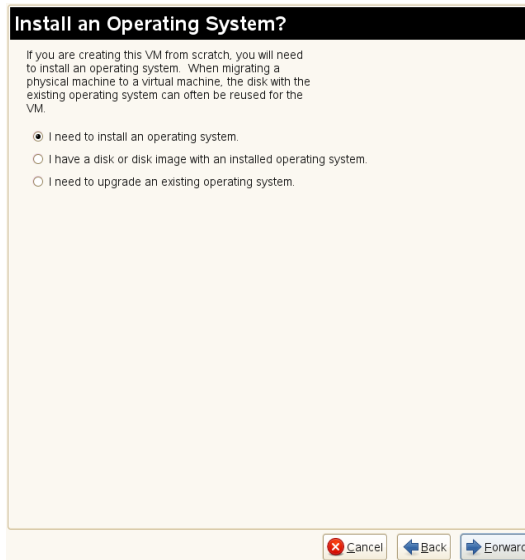 Install an Operating System?
If you are creating this VM from scratch, you will need
to install an operating system.  When migrating a
physical machine to a virtual machine, the disk with the
existing operating system can often be reused for the
VM.
I need to install an operating system.
I have a disk or disk image with an installed operating system.
I need to upgrade an existing operating system.
Cancel Back Forward